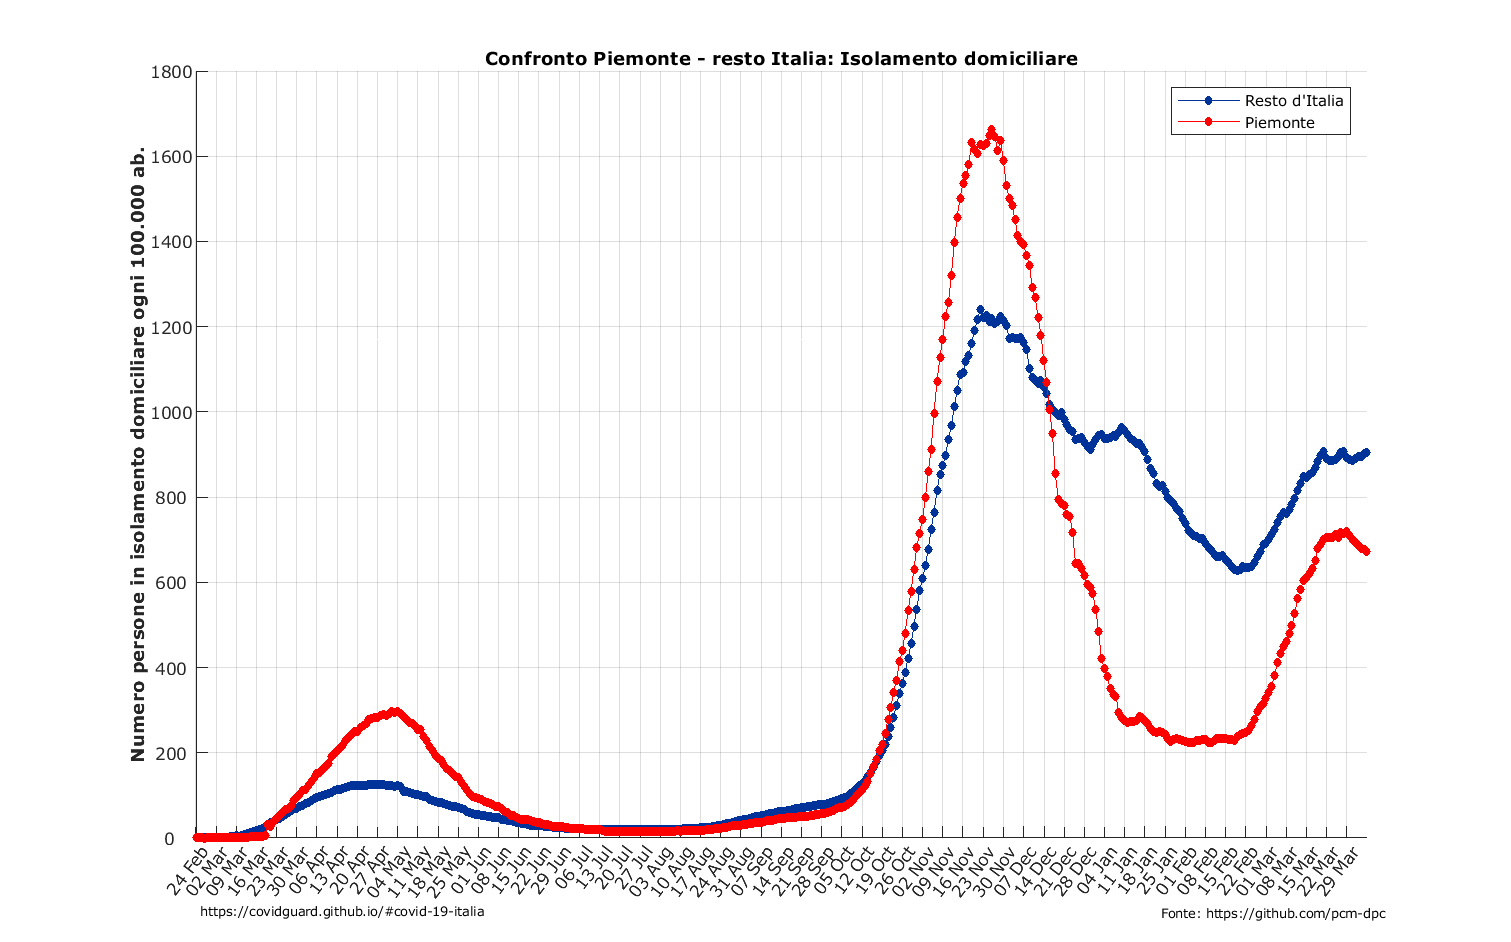 Confronto Piemonte - resto Italia: Isolamento domiciliare
Numero persone in isolamento domiciliare ogni 100.000 ab.
1800
1600
1400
1200
1000
800
600
400
200
0
Resto d'Italia
Piemonte
24 Feb
02 Mar
09 Mar
16 Mar
23 Mar
30 Mar
06 Apr
13 Apr
20 Apr
27 Apr
04 May
11 May
18 May
25 May
01 Jun
08 Jun
15 Jun
22 Jun
29 Jun
06 Jul
13 Jul
20 Jul
27 Jul
03 Aug
10 Aug
17 Aug
24 Aug
31 Aug
07 Sep
14 Sep
21 Sep
28 Sep
05 Oct
12 Oct
19 Oct
26 Oct
02 Nov
09 Nov
16 Nov
23 Nov
30 Nov
07 Dec
14 Dec
21 Dec
28 Dec
04 Jan
11 Jan
18 Jan
25 Jan
01 Feb
08 Feb
15 Feb
22 Feb
01 Mar
08 Mar
15 Mar
22 Mar
29 Mar
https://covidguard.github.io/#covid-19-italia
Fonte: https://github.com/pcm-dpc